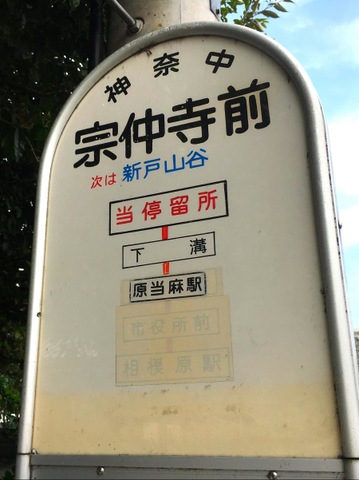 神奈中
宗仲寺前
次は 新戸山谷
当停留所
下溝
原当麻駅
市役所前
相模原駅